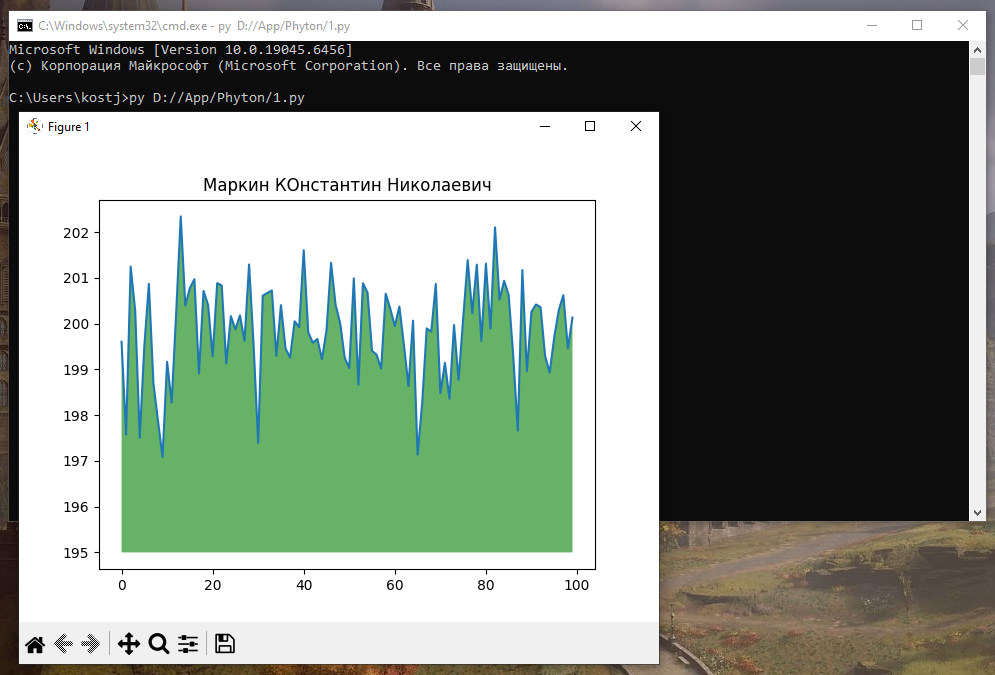 C:\Windows\system32\cmd.exe - py D://App/Phyton/1.py
Microsoft Windows [Version 10.0.19045.6456]
(c) Корпорация Майкрософт (Microsoft Corporation). Все права защищены.
C:\Users\kostj>py D://App/Phyton/1.py
Figure 1
Маркин КОнстантин Николаевич
202
201
200
199
198
197
196
195
0 20 40 60 80 100